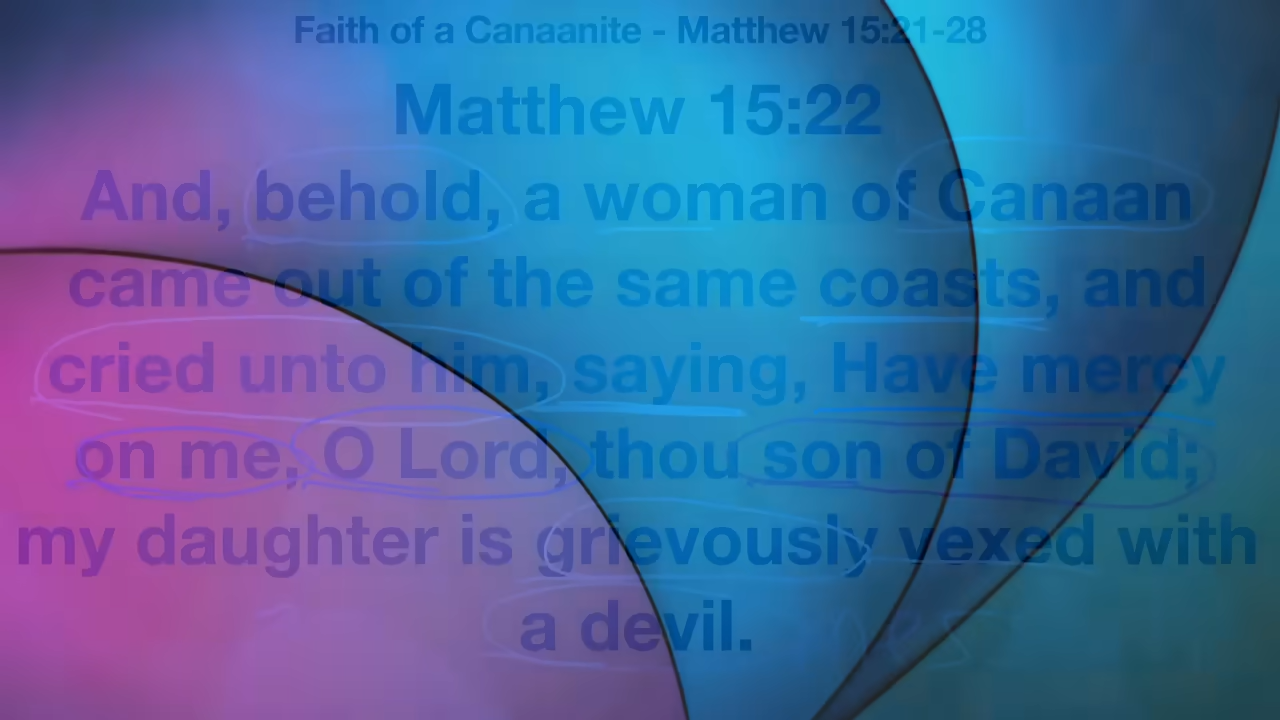 Faith of a Canaanite - Matthew 15:21-28
Matthew 15:22
And, behold, a woman of Canaan
came out of the same coasts, and
cried unto him, saying, Have mercy
on me, O Lord, thou son of David;
my daughter is grievously vexed with
a devil.